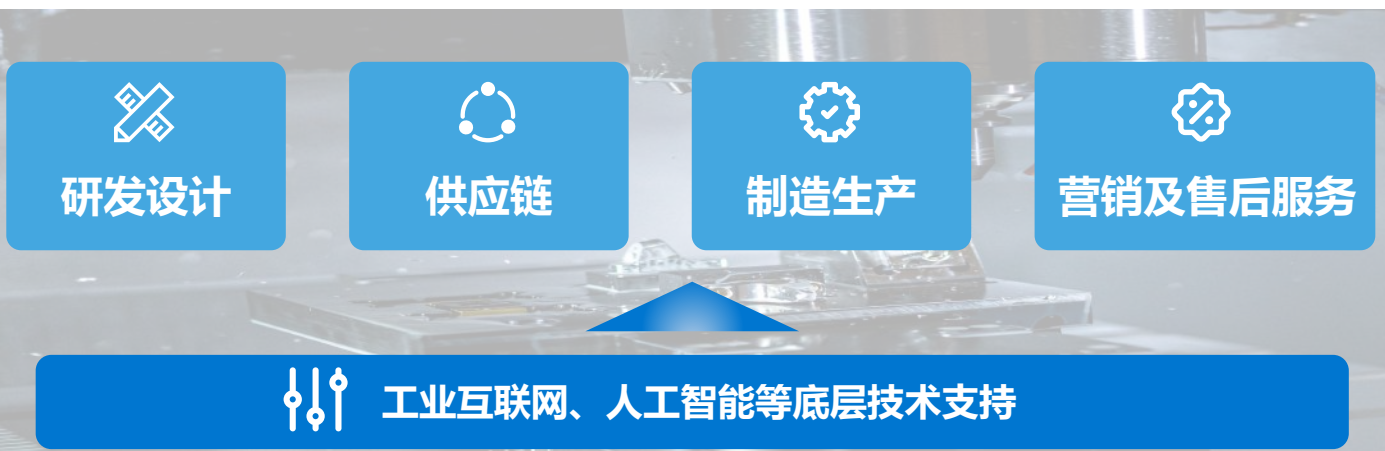 研发设计
供应链
制造生产
营销及售后服务
工业互联网、人工智能等底层技术支持